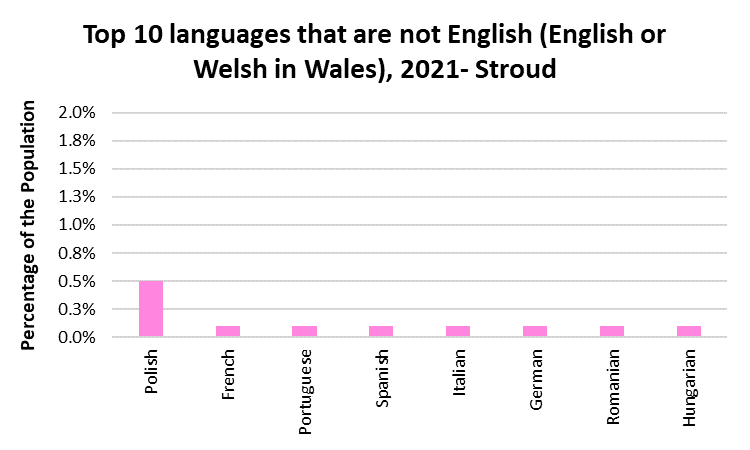 Top 10 languages that are not English (English or
Welsh in Wales), 2021- Stroud
Percentage of the Population
2.0%
1.8%
1.5%
1.3%
1.0%
0.8%
0.5%
0.3%
0.0%
Polish
French
Portuguese
Spanish
Italian
German
Romanian
Hungarian